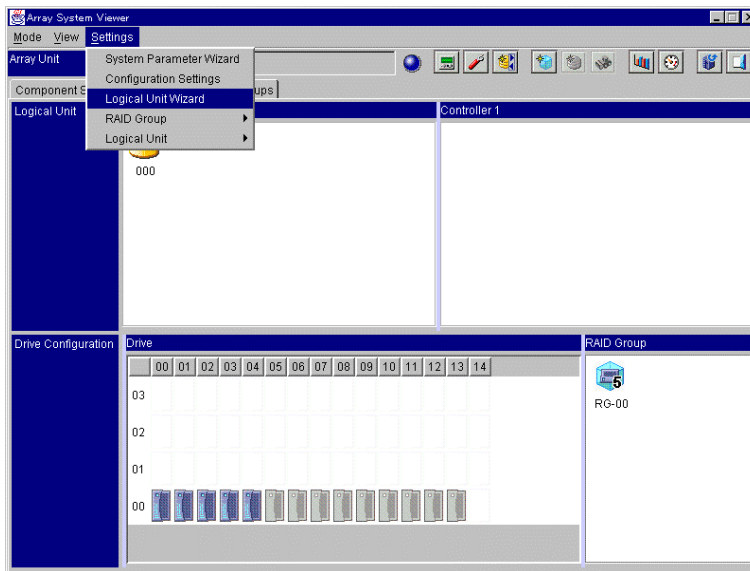 Array System Viewer
Mode View Settings
Array Unit
System Parameter Wizard
Configuration Settings
Logical Unit Wizard
RAID Group
Logical Unit
Component S
ups
Logical Unit
Controller 1
000
Drive Configuration
Drive
RAID Group
00 01 02 03 04 05 06 07 08 09 10 11 12 13 14
03
02
01
00
5
RG-00